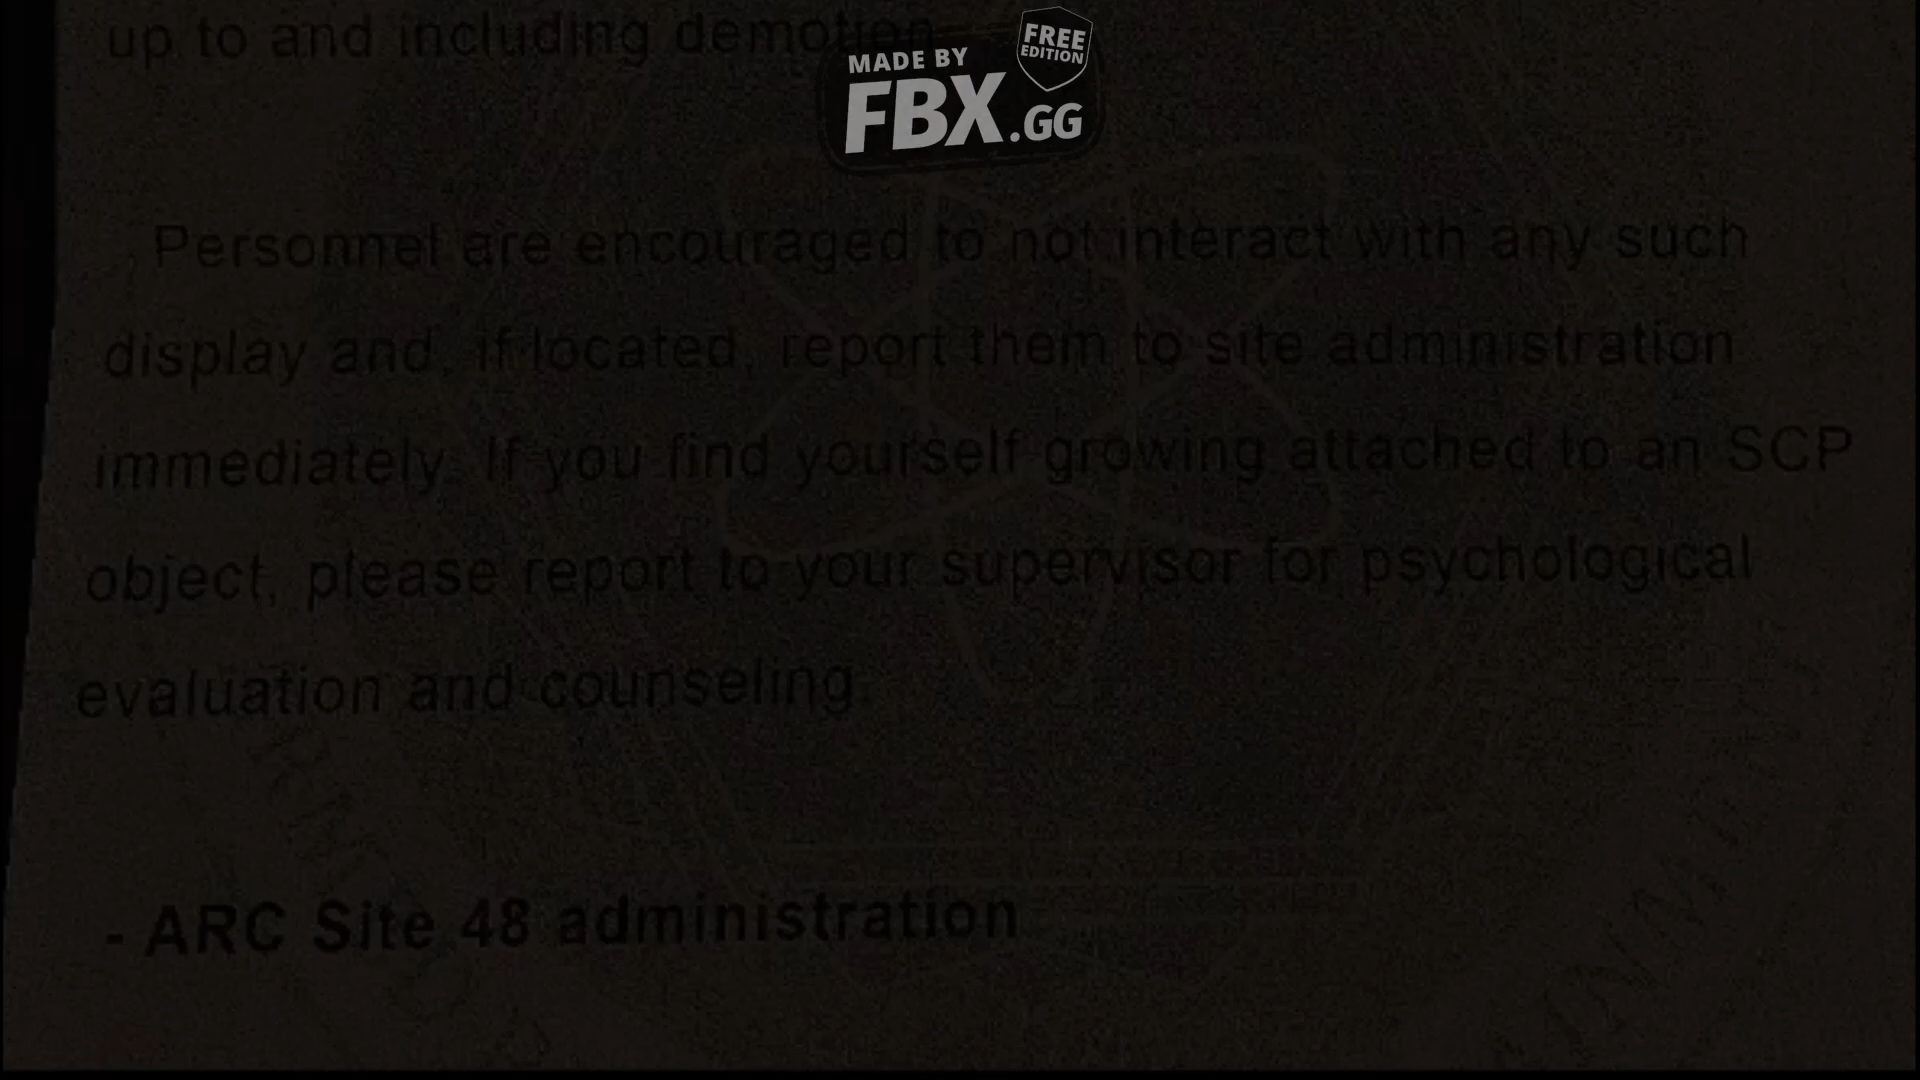 up to and including demotion.
MADE BY
FREE
EDITION
FBX.GG
Personnel are encouraged to not interact with any such
display and, if located, report them to site administration
immediately. If you find yourself growing attached to an SCP
object, please report to your supervisor for psychological
evaluation and counseling.
- ARC Site 48 administration